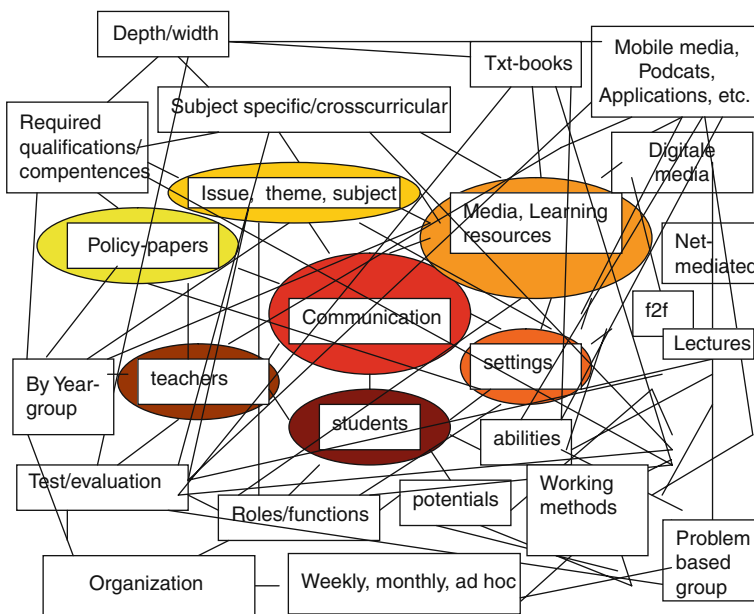 Depth/width
Txt-books
Mobile media,
Podcats,
Applications, etc.
Required
qualifications/
compentences
Subject specific/crosscurricular
Digitale
media
Issue, theme, subject
Media, Learning
resources
Policy-papers
Net-
mediated
Communication
f2f
Lectures
By Year-
group
teachers
settings
students
abilities
Test/evaluation
Roles/functions
potentials
Working
methods
Organization
Weekly, monthly, ad hoc
Problem
based
group